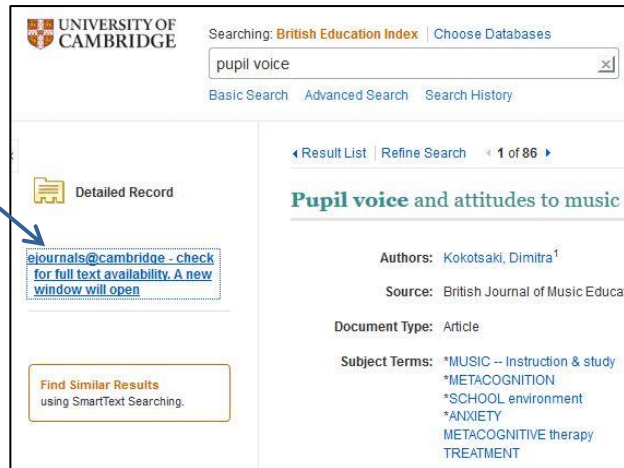 UNIVERSITY OF
CAMBRIDGE
Searching: British Education Index | Choose Databases
pupil voice
Basic Search Advanced Search Search History
Result List | Refine Search 1 of 86
Detailed Record
Pupil voice and attitudes to music
ejournals@cambridge - check
for full text availability. A new
window will open
Authors: Kokotsaki, Dimitra1
Source: British Journal of Music Educa
Document Type: Article
Subject Terms: *MUSIC -- Instruction & study
*METACOGNITION
*SCHOOL environment
*ANXIETY
METACOGNITIVE therapy
TREATMENT
Find Similar Results
using SmartText Searching.